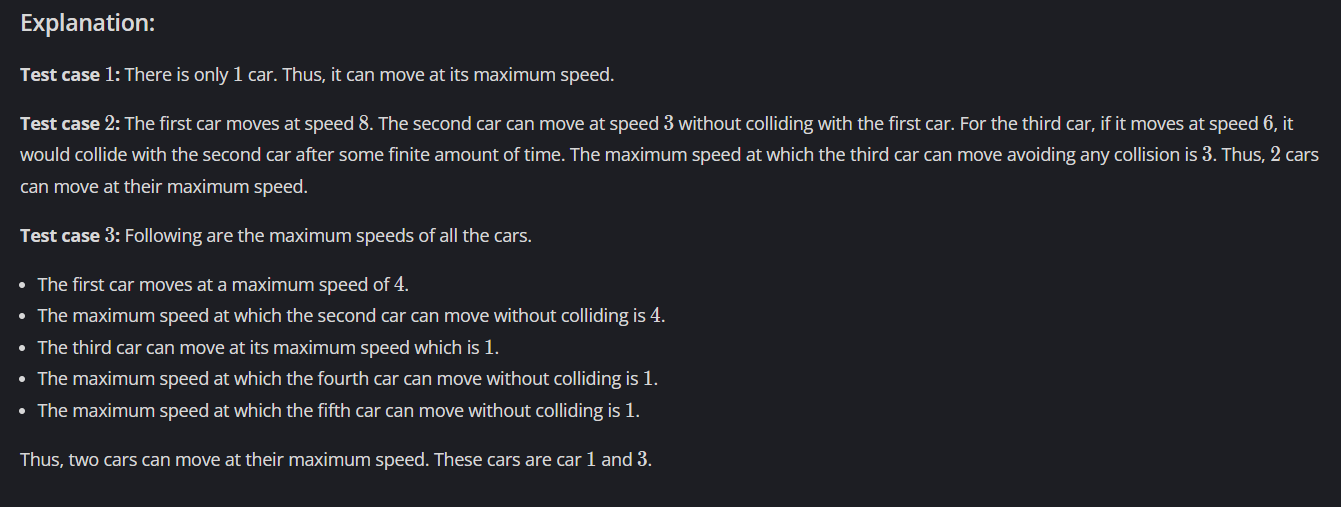 Explanation:
Test case 1: There is only 1 car. Thus, it can move at its maximum speed.
Test case 2: The first car moves at speed 8. The second car can move at speed 3 without colliding with the first car. For the third car, if it moves at speed 6, it
would collide with the second car after some finite amount of time. The maximum speed at which the third car can move avoiding any collision is 3. Thus, 2 cars
can move at their maximum speed.
Test case 3: Following are the maximum speeds of all the cars.
• The first car moves at a maximum speed of 4.
• The maximum speed at which the second car can move without colliding is 4.
• The third car can move at its maximum speed which is 1.
• The maximum speed at which the fourth car can move without colliding is 1.
• The maximum speed at which the fifth car can move without colliding is 1.
Thus, two cars can move at their maximum speed. These cars are car 1 and 3.